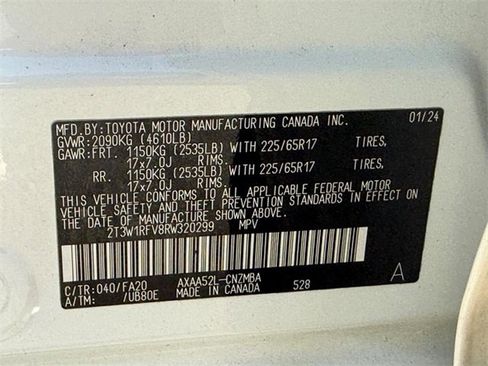 MFD.BY:TOYOTA MOTOR MANUFACTURING CANADA INC. 01/24
GVWR:2090KG (4610LB)
GAWR:FRT. 1150KG (2535LB) WITH 225/65R17 TIRES,
17x7.0J RIMS.
RR. 1150KG (2535LB) WITH 225/65R17 TIRES,
17x7.0J RIMS.
THIS VEHICLE CONFORMS TO ALL APPLICABLE FEDERAL MOTOR
VEHICLE SAFETY AND THEFT PREVENTION STANDARDS IN EFFECT ON
THE DATE OF MANUFACTURE SHOWN ABOVE.
2T3W1RFV8RW320299 MPV
C/TR:040/FA20 AXAA52L-CNZMBA A
A/TM: /UB80E MADE IN CANADA 528